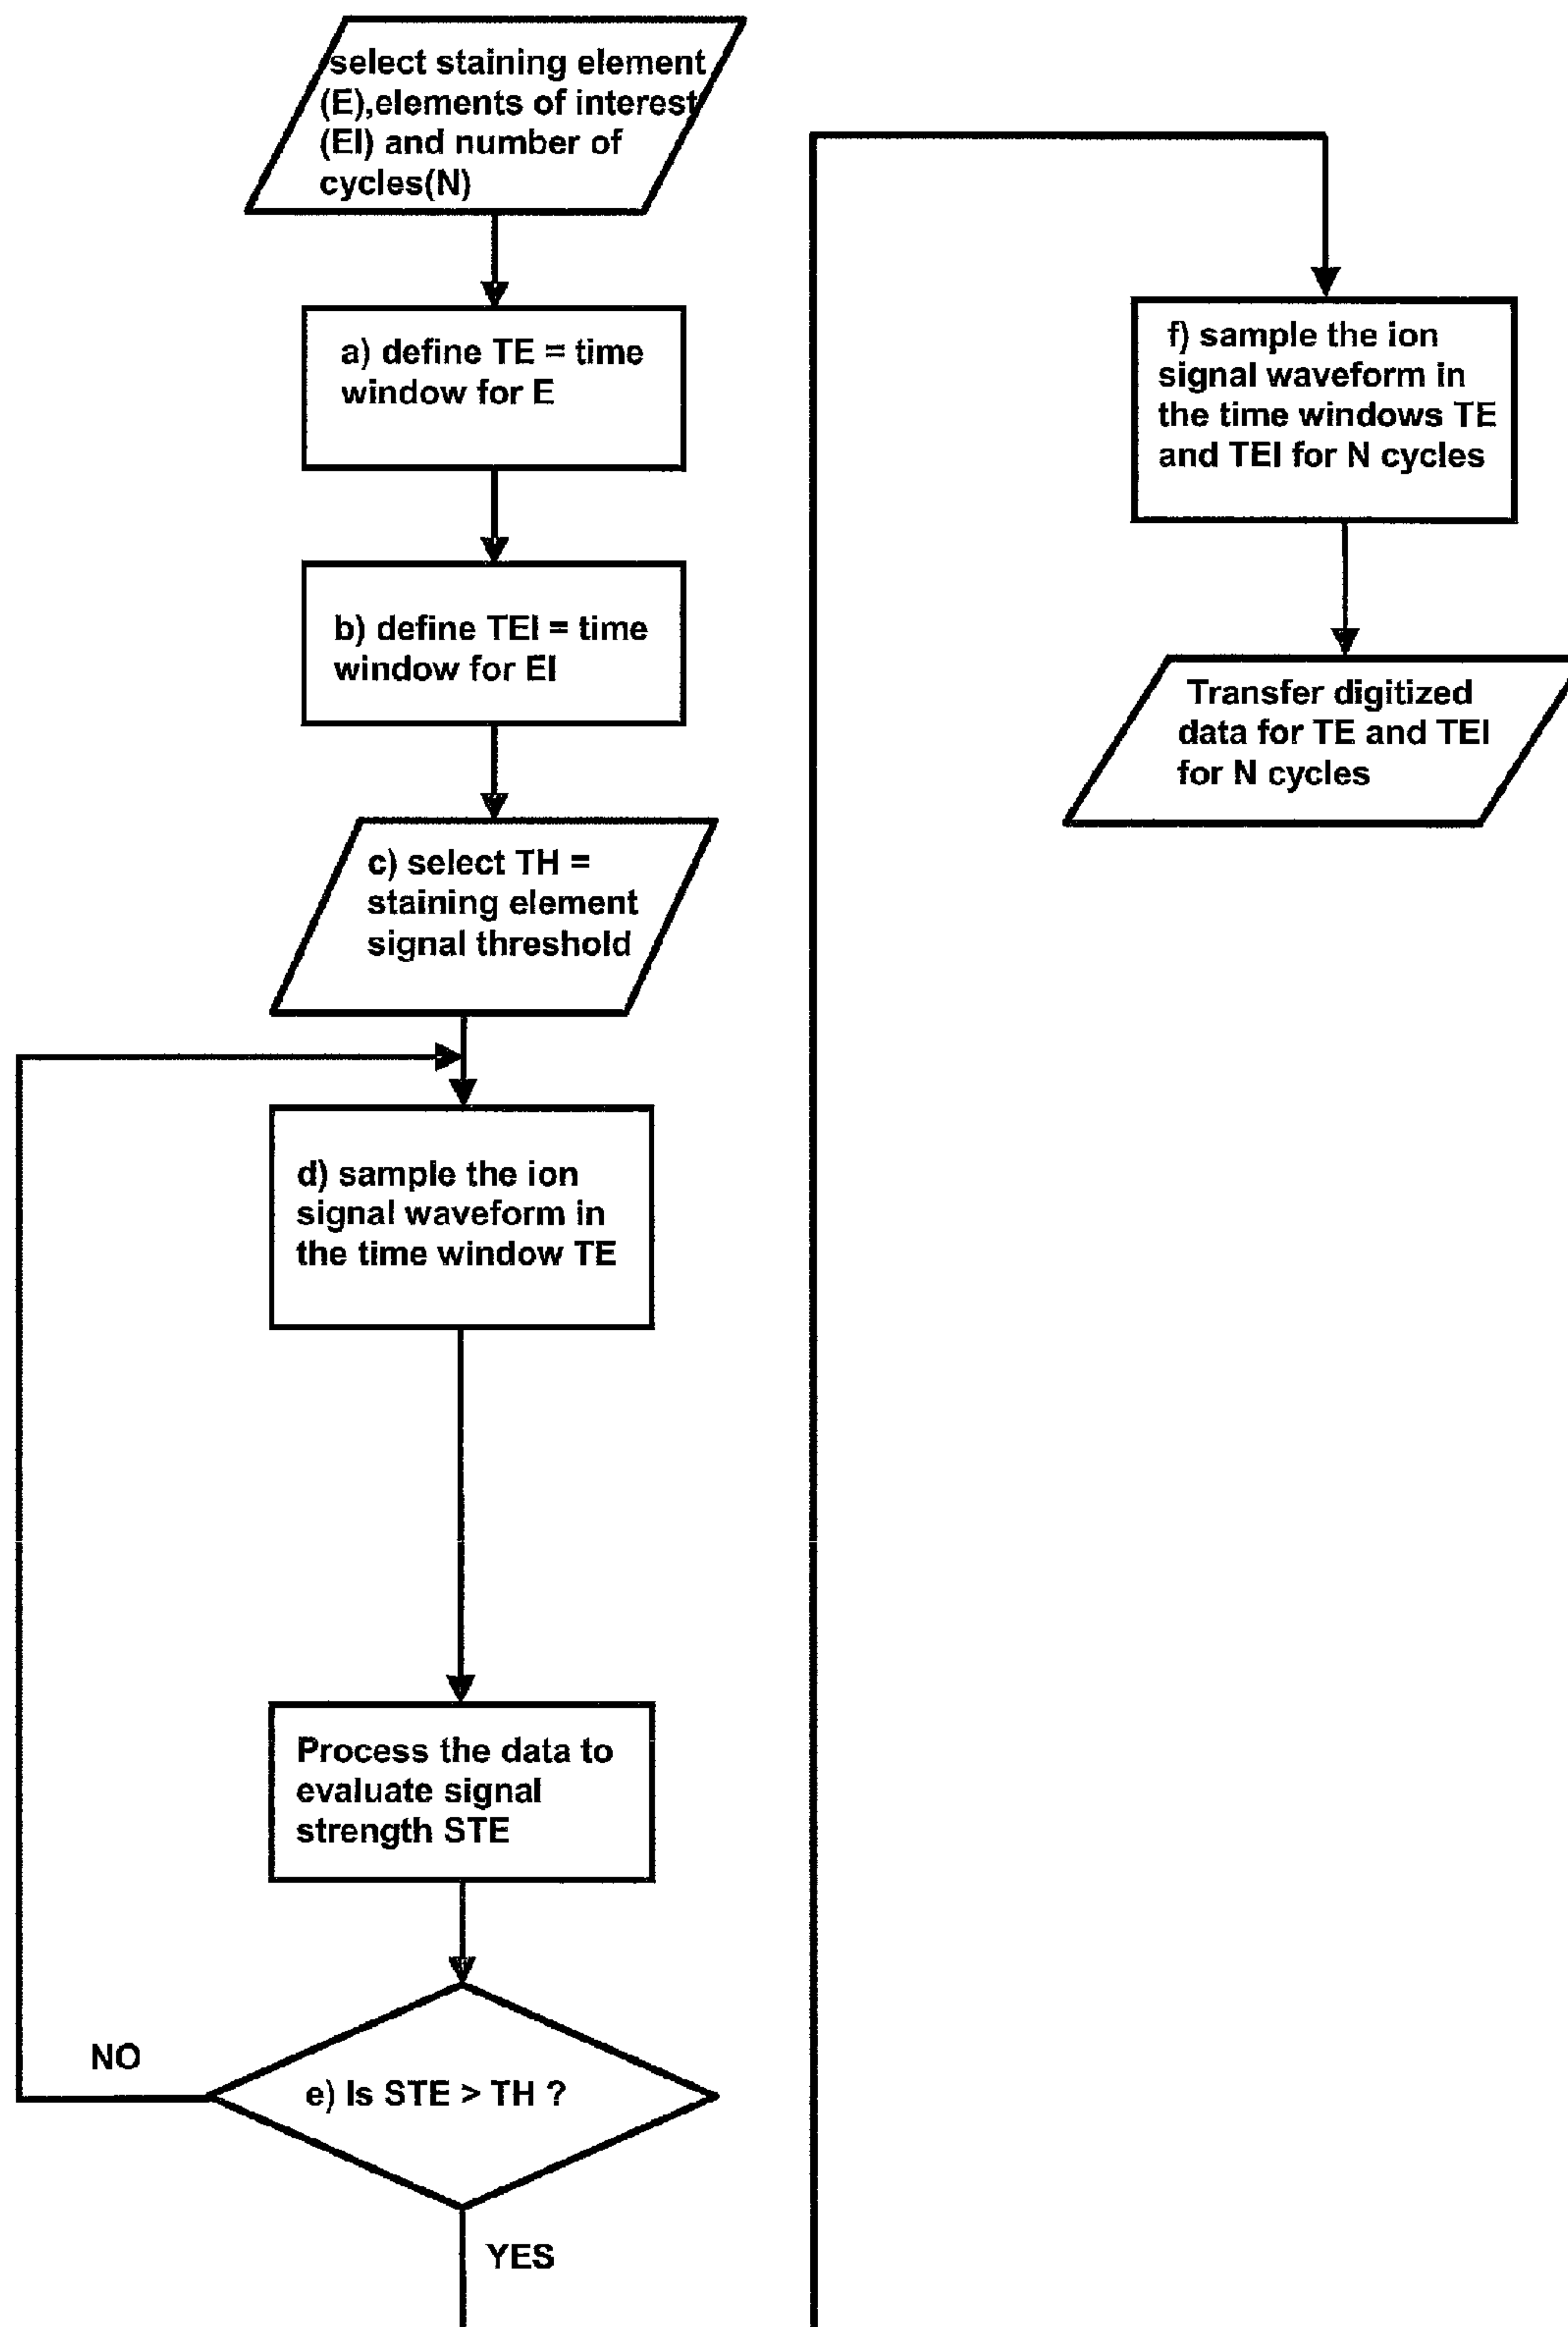 select staining element
(E),elements of interest
(EI) and number of
cycles(N)
a) define TE = time
window for E
b) define TEI = time
window for EI
c) select TH =
staining element
signal threshold
d) sample the ion
signal waveform in
the time window TE
Process the data to
evaluate signal
strength STE
e) Is STE > TH ?
NO
YES
f) sample the ion
signal waveform in
the time windows TE
and TEI for N cycles
Transfer digitized
data for TE and TEI
for N cycles